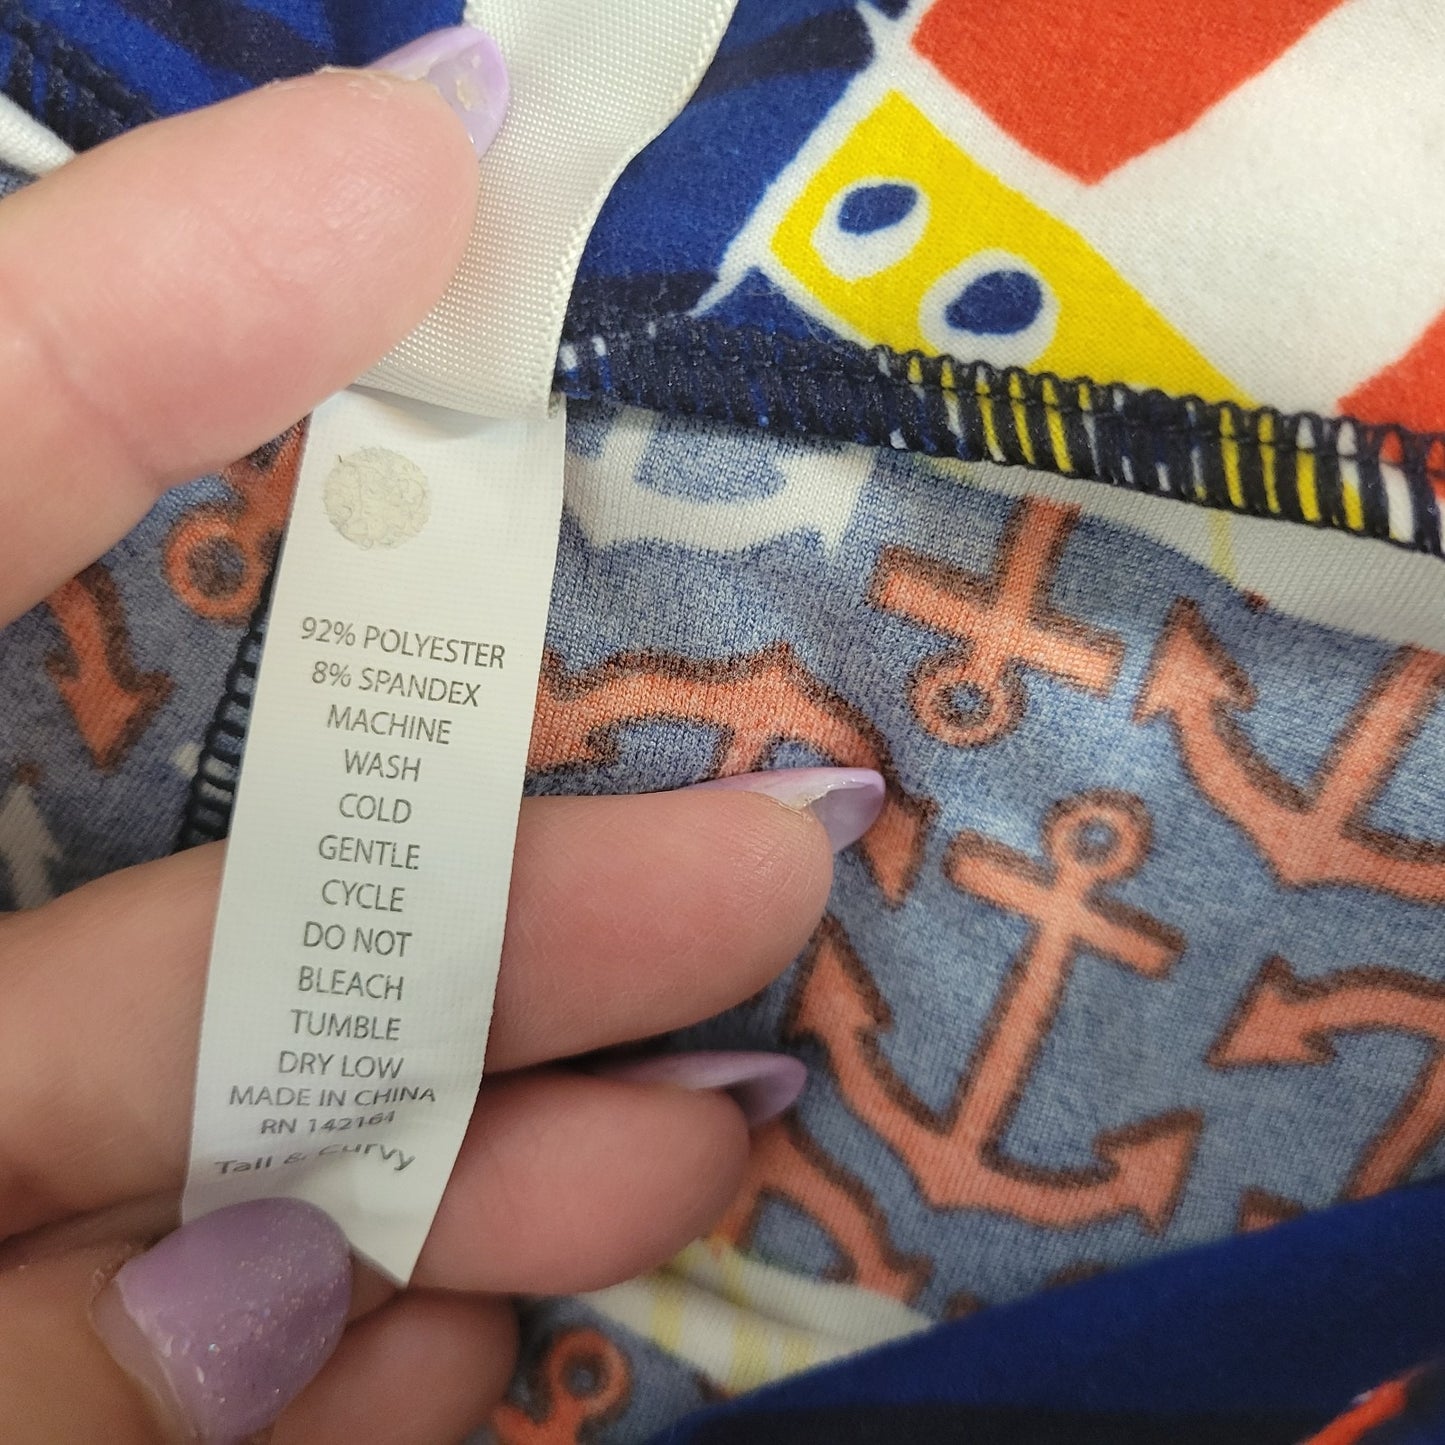 92% POLYESTER
8% SPANDEX
MACHINE
WASH
COLD
GENTLE
CYCLE
DO NOT
BLEACH
TUMBLE
DRY LOW
MADE IN CHINA
RN 142164
Tall & Curvy